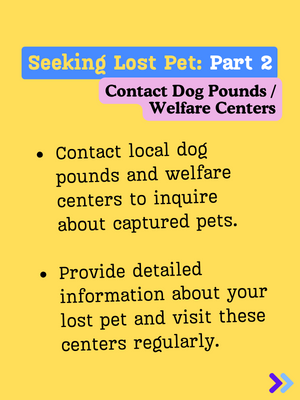 Seeking Lost Pet: Part 2
Contact Dog Pounds /
Welfare Centers
• Contact local dog
pounds and welfare
centers to inquire
about captured pets.
• Provide detailed
information about your
lost pet and visit these
centers regularly.